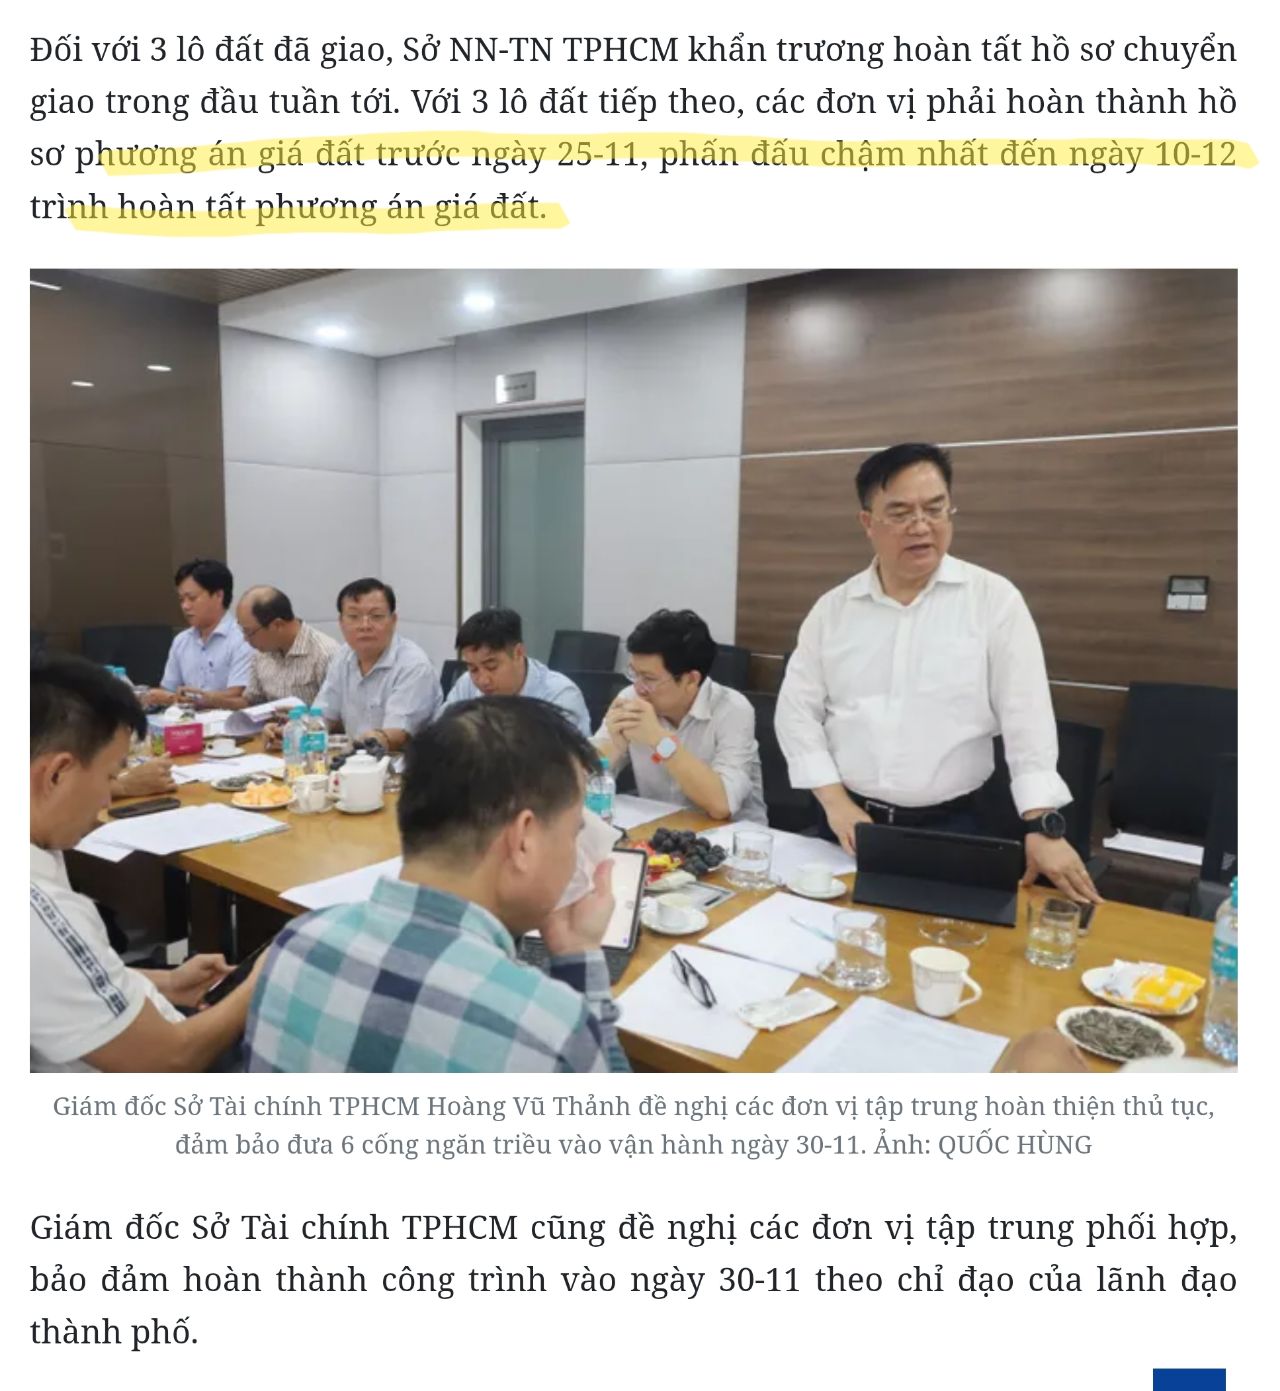 Đối với 3 lô đất đã giao, Sở NN-TN TPHCM khẩn trương hoàn tất hồ sơ chuyển
giao trong đầu tuần tới. Với 3 lô đất tiếp theo, các đơn vị phải hoàn thành hồ
sơ phương án giá đất trước ngày 25-11, phấn đấu chậm nhất đến ngày 10-12
trình hoàn tất phương án giá đất.
Giám đốc Sở Tài chính TPHCM Hoàng Vũ Thảnh đề nghị các đơn vị tập trung hoàn thiện thủ tục,
đảm bảo đưa 6 cống ngăn triều vào vận hành ngày 30-11. Ảnh: QUỐC HÙNG
Giám đốc Sở Tài chính TPHCM cũng đề nghị các đơn vị tập trung phối hợp,
bảo đảm hoàn thành công trình vào ngày 30-11 theo chỉ đạo của lãnh đạo
thành phố.